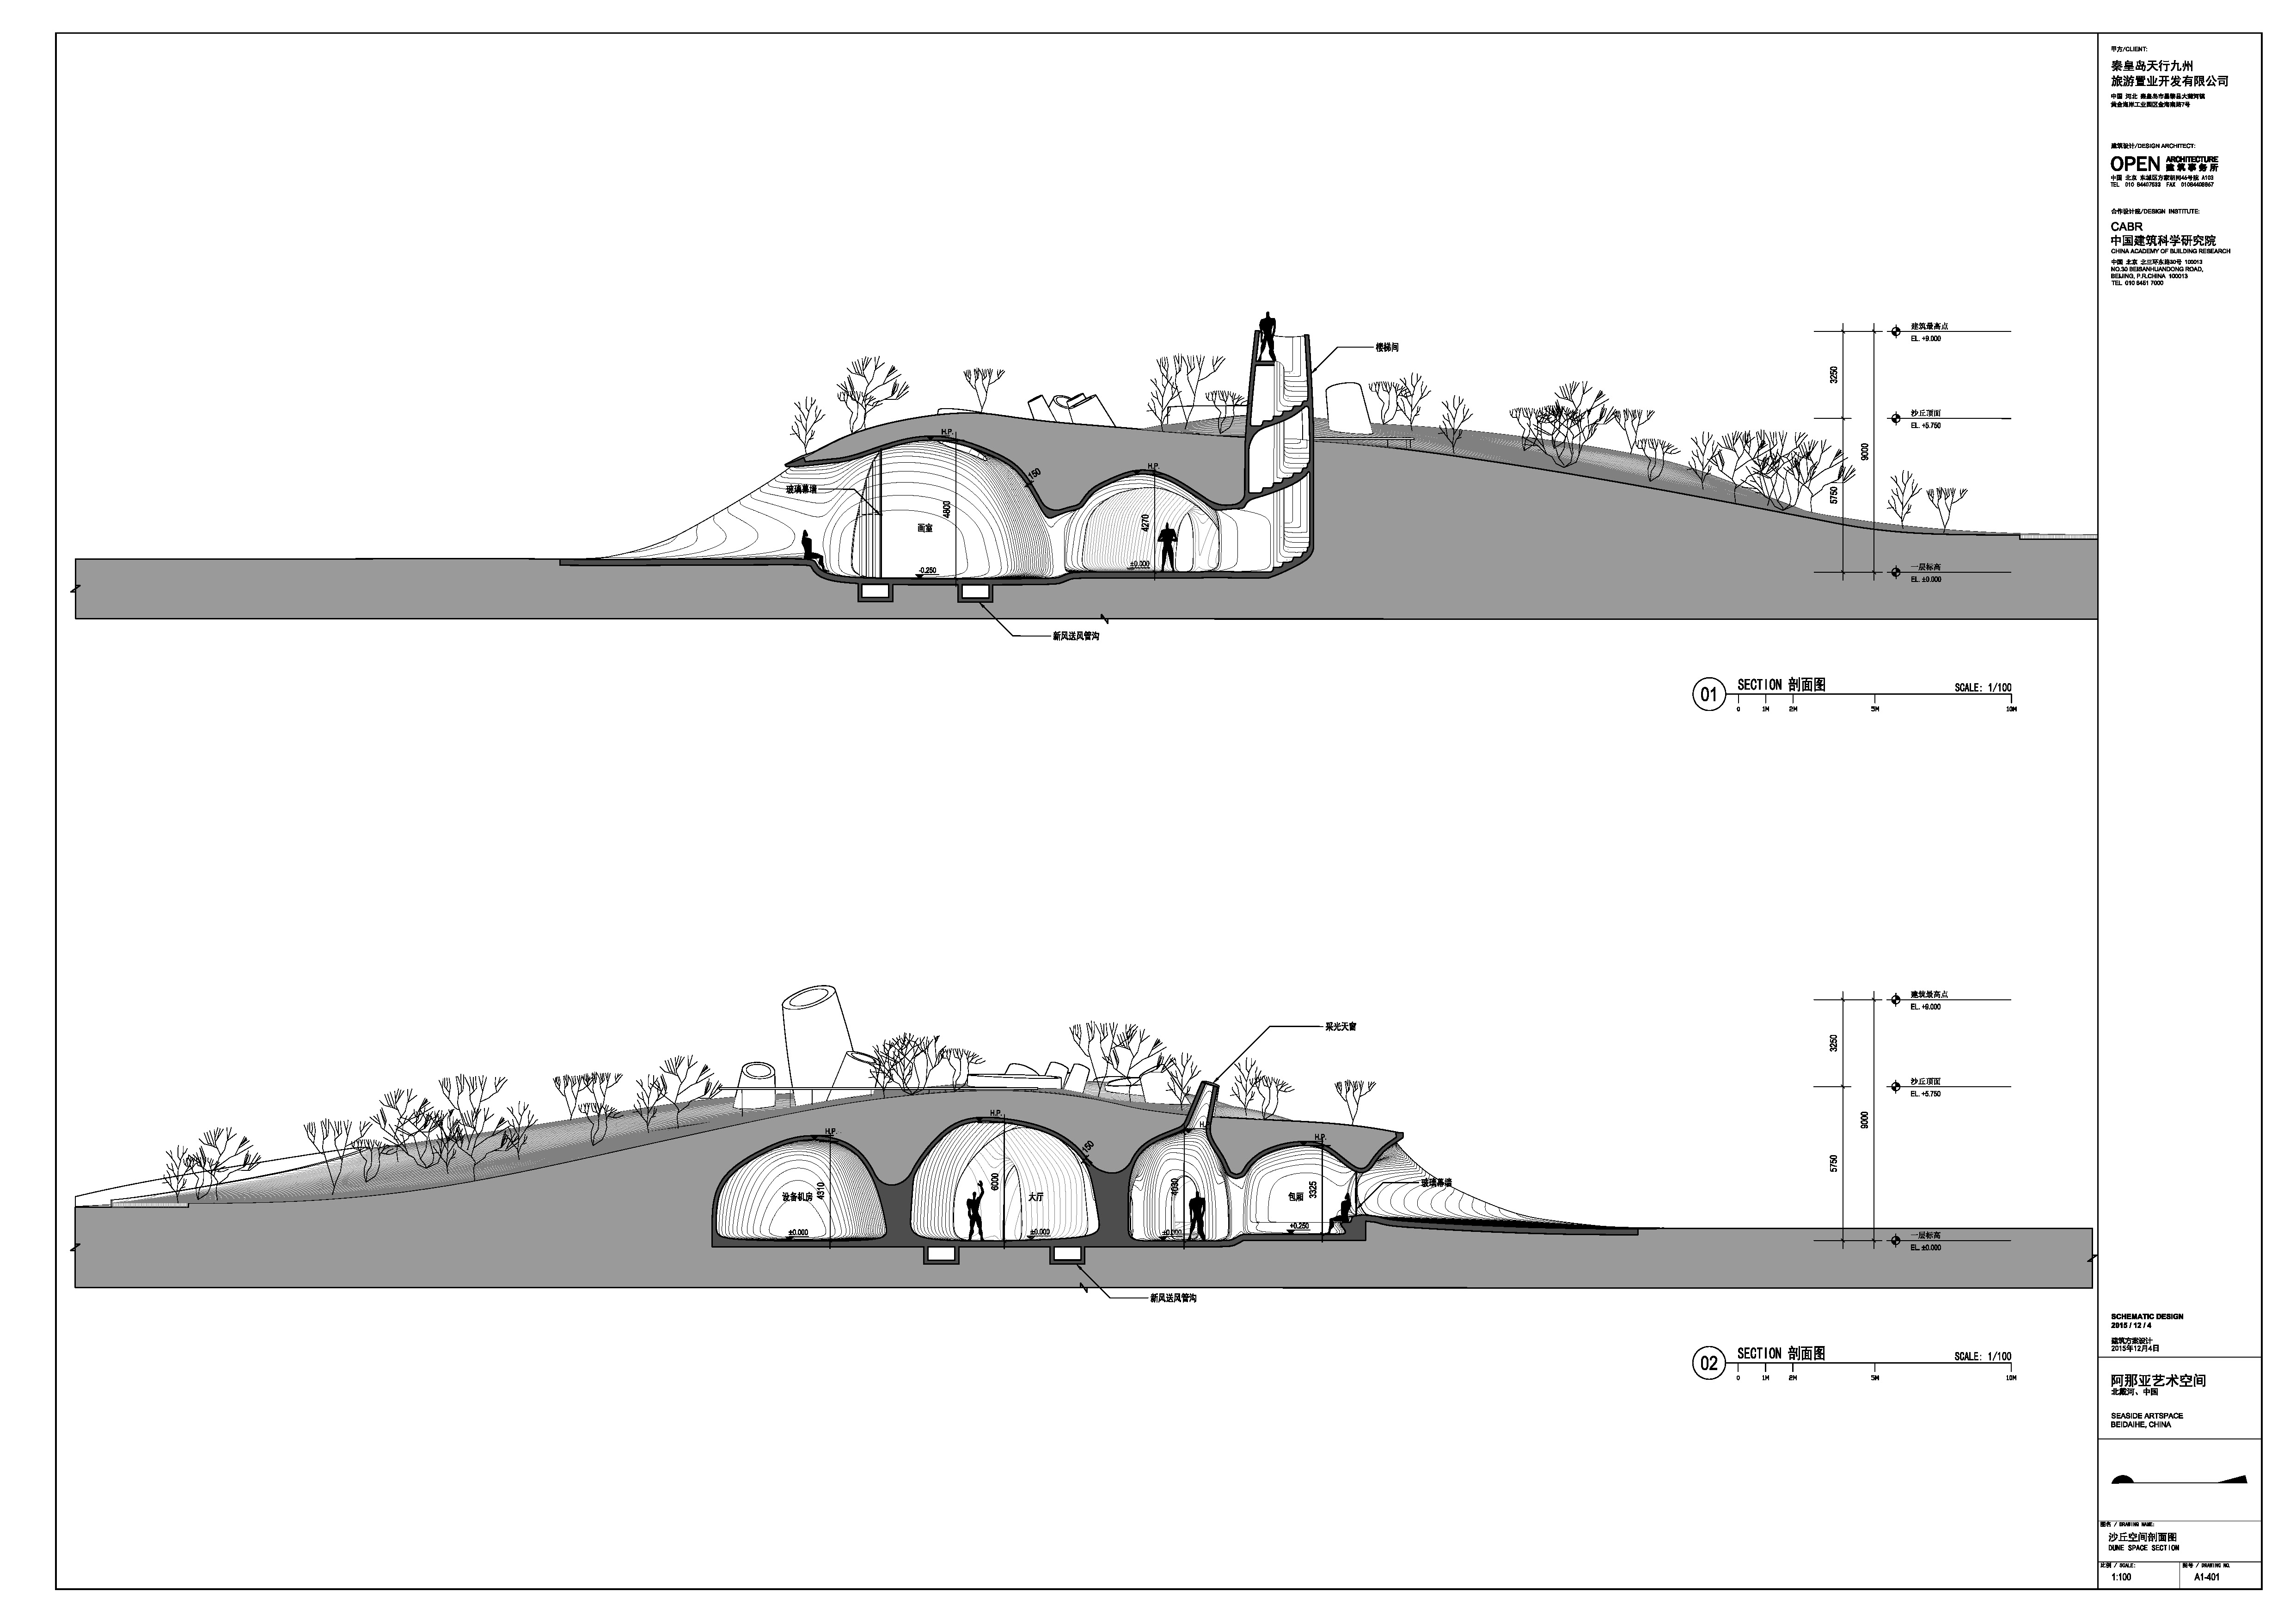 甲方/CLIENT:
秦皇岛天行九州
旅游置业开发有限公司
中国 河北 秦皇岛市昌黎县大蒲河镇
黄金海岸工业园区金海南路7号
建筑设计/DESIGN ARCHITECT:
OPEN ARCHITECTURE
建筑事务所
中国 北京 东城区方家胡同46号院 A103
合作设计院/DESIGN INSTITUTE:
CABR
中国建筑科学研究院
CHINA ACADEMY OF BUILDING RESEARCH
中国 北京 北三环东路30号 100013
NO.30 BEISANHUANDONG ROAD,
BEIJING, P.R.CHINA 100013
TEL 010 6451 7000
建筑最高点
EL. +9.000
楼梯间
3250
沙丘顶面
EL. +5.750
H.P.
150
H.P.
9000
玻璃幕墙
4800
画室
4270
5750
-0.250
±0.000
一层标高
EL. ±0.000
新风送风管沟
01
SECTION 剖面图
SCALE: 1/100
0 1M 2M 5M 10M
建筑最高点
EL. +9.000
采光天窗
3250
沙丘顶面
EL. +5.750
H.P.
H.P.
H.P.
150
9000
5750
设备机房
4310
6000
大厅
4030
包厢
3325
玻璃幕墙
±0.000
±0.000
±0.000
+0.250
一层标高
EL. ±0.000
新风送风管沟
02
SECTION 剖面图
SCALE: 1/100
0 1M 2M 5M 10M
SCHEMATIC DESIGN
2015 / 12 / 4
建筑方案设计
2015年12月4日
阿那亚艺术空间
北戴河、中国
SEASIDE ARTSPACE
BEIDAIHE, CHINA
图名 / DRAWING NAME:
沙丘空间剖面图
DUNE SPACE SECTION
比例 / SCALE:
1:100
图号 / DRAWING NO.
A1-401